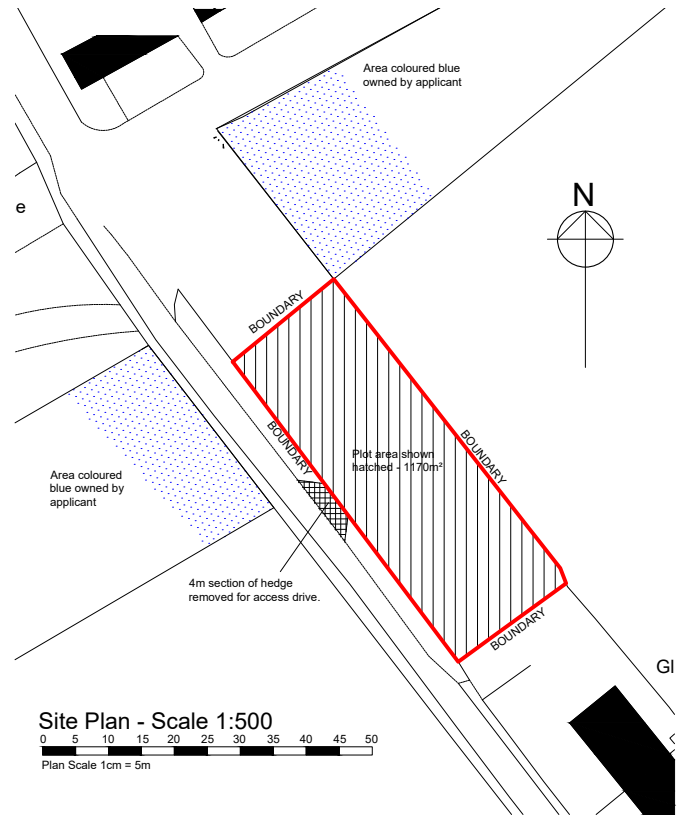 Area coloured blue
owned by applicant
N
e
BOUNDARY
BOUNDARY
BOUNDARY
Plot area shown
hatched - 1170m²
Area coloured
blue owned by
applicant
4m section of hedge
removed for access drive.
BOUNDARY
Gl
Site Plan - Scale 1:500
0 5 10 15 20 25 30 35 40 45 50
Plan Scale 1cm = 5m